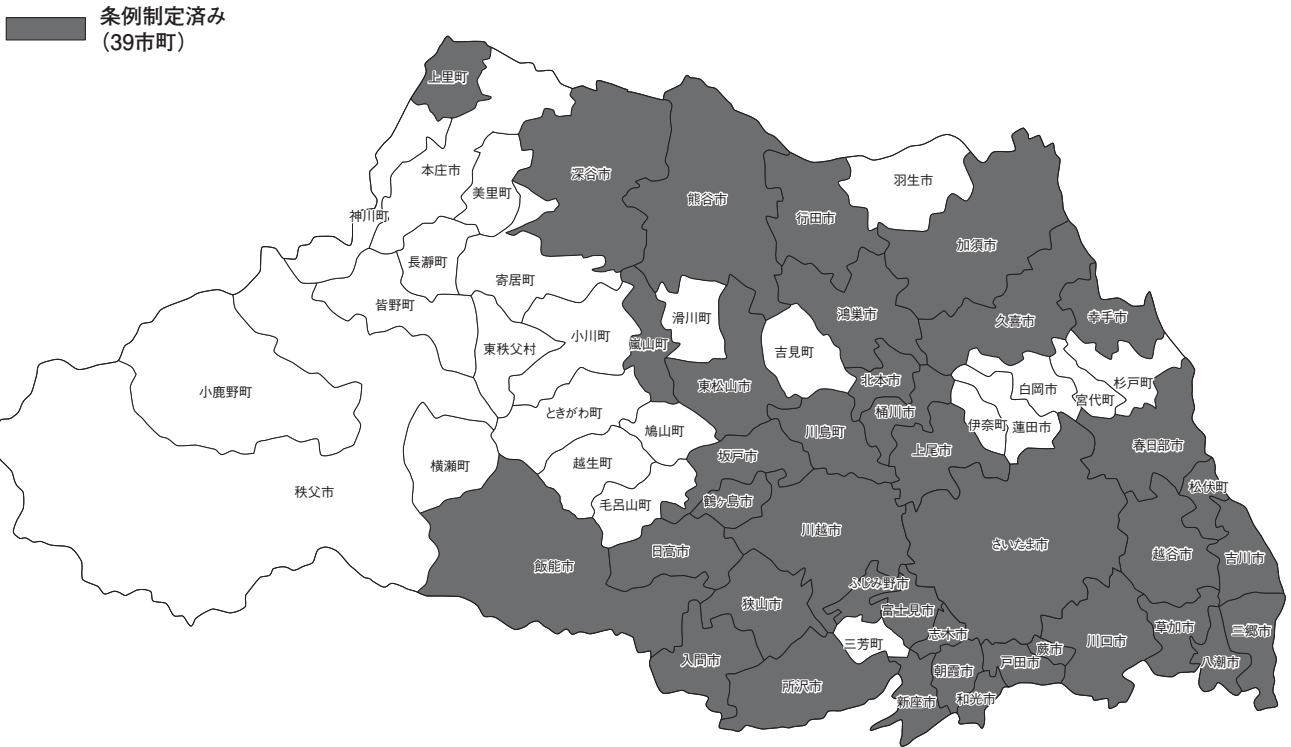 条例制定済み
（39市町）
上里町
本庄市
美里町
神川町
深谷市
熊谷市
行田市
羽生市
加須市
長瀞町
寄居町
皆野町
東秩父村
小川町
嵐山町
滑川町
吉見町
鴻巣市
久喜市
幸手市
小鹿野町
東松山市
北本市
桶川市
白岡市
宮代町
杉戸町
ときがわ町
鳩山町
川島町
上尾市
伊奈町
蓮田市
春日部市
横瀬町
越生町
坂戸市
秩父市
毛呂山町
鶴ヶ島市
松伏町
川越市
さいたま市
越谷市
吉川市
飯能市
日高市
ふじみ野市
狭山市
富士見市
志木市
三芳町
川口市
草加市
三郷市
入間市
蕨市
戸田市
八潮市
朝霞市
所沢市
新座市
和光市